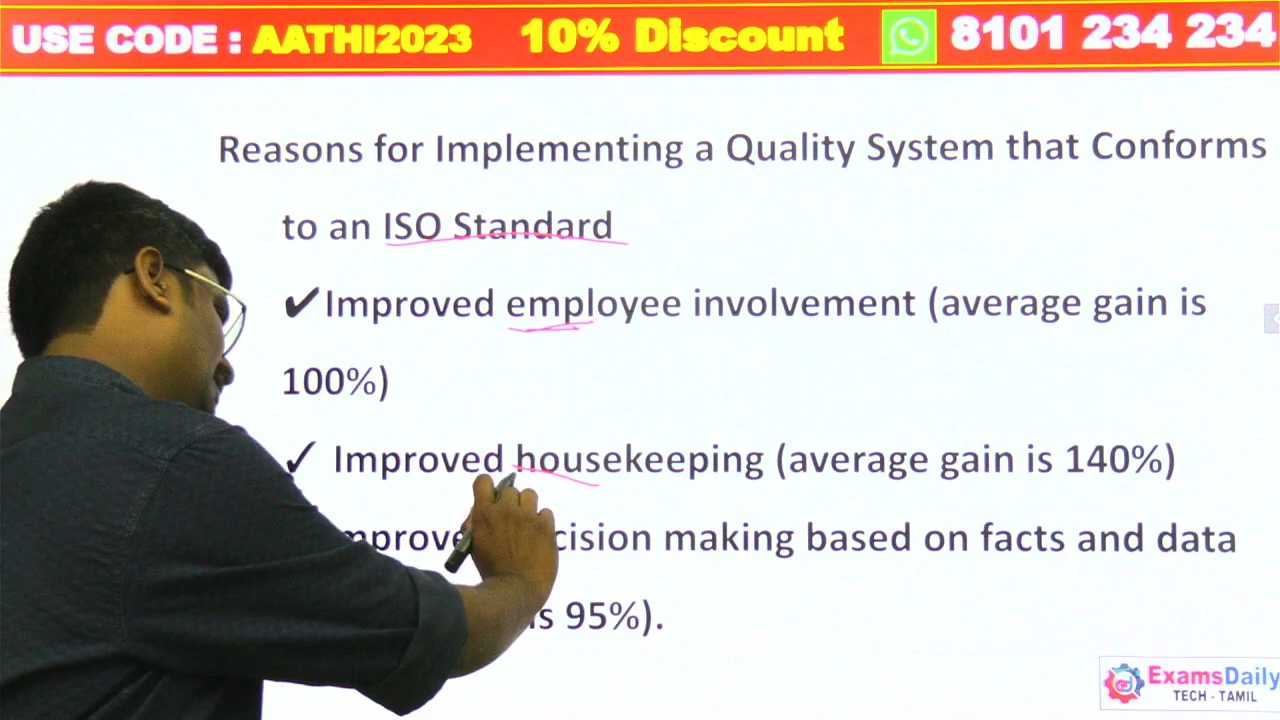 USE CODE : AATHI2023 10% Discount 8101 234 234
Reasons for Implementing a Quality System that Conforms
to an ISO Standard
✔Improved employee involvement (average gain is
100%)
✓ Improved housekeeping (average gain is 140%)
making based on facts and data
is 95%).
ExamsDaily
TECH - TAMIL